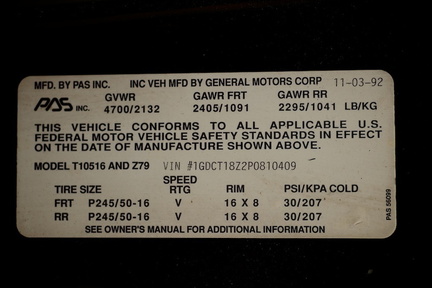 MFD. BY PAS INC. INC VEH MFD BY GENERAL MOTORS CORP 11-03-92
PAS INC. GVWR GAWR FRT GAWR RR
4700/2132 2405/1091 2295/1041 LB/KG
THIS VEHICLE CONFORMS TO ALL APPLICABLE U.S.
FEDERAL MOTOR VEHICLE SAFETY STANDARDS IN EFFECT
ON THE DATE OF MANUFACTURE SHOWN ABOVE.
MODEL T10516 AND Z79 VIN #1GDCT18Z2P0810409
TIRE SIZE SPEED RTG RIM PSI/KPA COLD
FRT P245/50-16 V 16 X 8 30/207
RR P245/50-16 V 16 X 8 30/207
SEE OWNER'S MANUAL FOR ADDITIONAL INFORMATION
PAS 56099